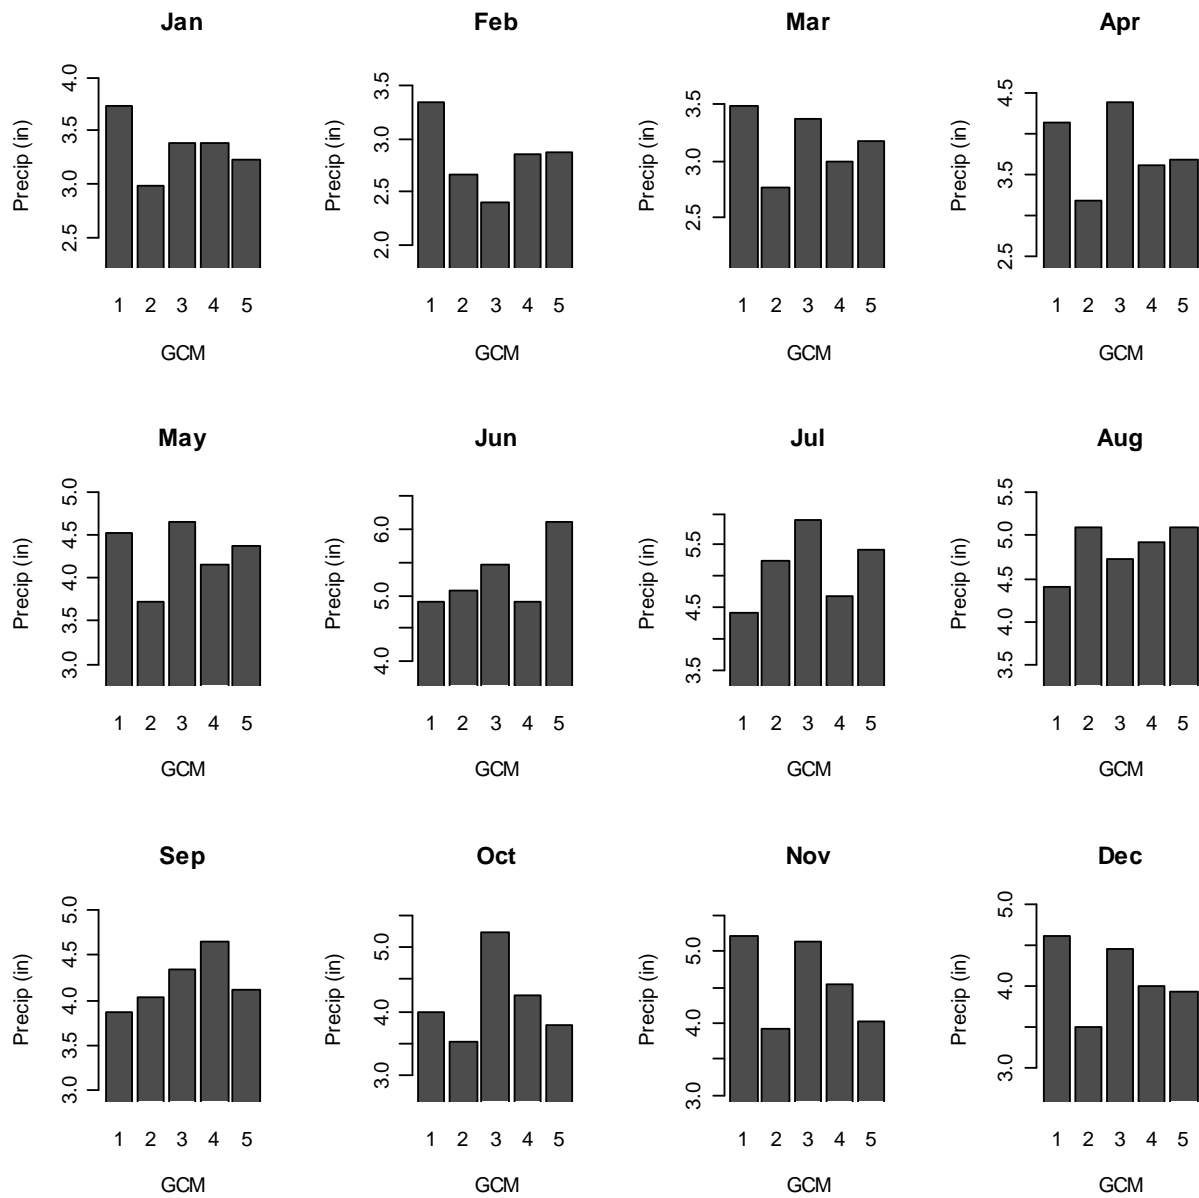 Jan Feb Mar Apr
Precip (in) 2.5 3.0 3.5 4.0
Precip (in) 2.0 2.5 3.0 3.5
Precip (in) 2.5 3.0 3.5
Precip (in) 2.5 3.5 4.5
1 2 3 4 5 1 2 3 4 5 1 2 3 4 5 1 2 3 4 5
GCM GCM GCM GCM
May Jun Jul Aug
Precip (in) 3.0 3.5 4.0 4.5 5.0
Precip (in) 4.0 5.0 6.0
Precip (in) 3.5 4.5 5.5
Precip (in) 3.5 4.0 4.5 5.0 5.5
1 2 3 4 5 1 2 3 4 5 1 2 3 4 5 1 2 3 4 5
GCM GCM GCM GCM
Sep Oct Nov Dec
Precip (in) 3.0 3.5 4.0 4.5 5.0
Precip (in) 3.0 4.0 5.0
Precip (in) 3.0 4.0 5.0
Precip (in) 3.0 4.0 5.0
1 2 3 4 5 1 2 3 4 5 1 2 3 4 5 1 2 3 4 5
GCM GCM GCM GCM